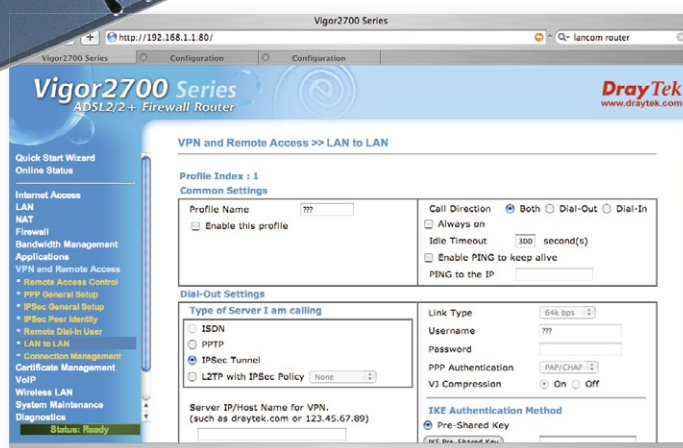 Vigor2700 Series
http://192.168.1.1:80/
lancom router
Vigor2700 Series
Configuration
Configuration
Vigor2700 Series
ADSL2/2+ Firewall Router
DrayTek
www.draytek.com
Quick Start Wizard
Online Status
Internet Access
LAN
NAT
Firewall
Bandwidth Management
Applications
VPN and Remote Access
Remote Access Control
PPP General Setup
IPSec General Setup
IPSec Peer Identity
Remote Dial-In User
LAN to LAN
Connection Management
Certificate Management
VoIP
Wireless LAN
System Maintenance
Diagnostics
Status: Ready
VPN and Remote Access >> LAN to LAN
Profile Index : 1
Common Settings
Profile Name ???
Enable this profile
Call Direction Both Dial-Out Dial-In
Always on
Idle Timeout 300 second(s)
Enable PING to keep alive
PING to the IP
Dial-Out Settings
Type of Server I am calling
ISDN
PPTP
IPSec Tunnel
L2TP with IPSec Policy None
Server IP/Host Name for VPN.
(such as draytek.com or 123.45.67.89)
Link Type 64k bps
Username ???
Password
PPP Authentication PAP/CHAP
VJ Compression On Off
IKE Authentication Method
Pre-Shared Key
IKE Pre-Shared Key